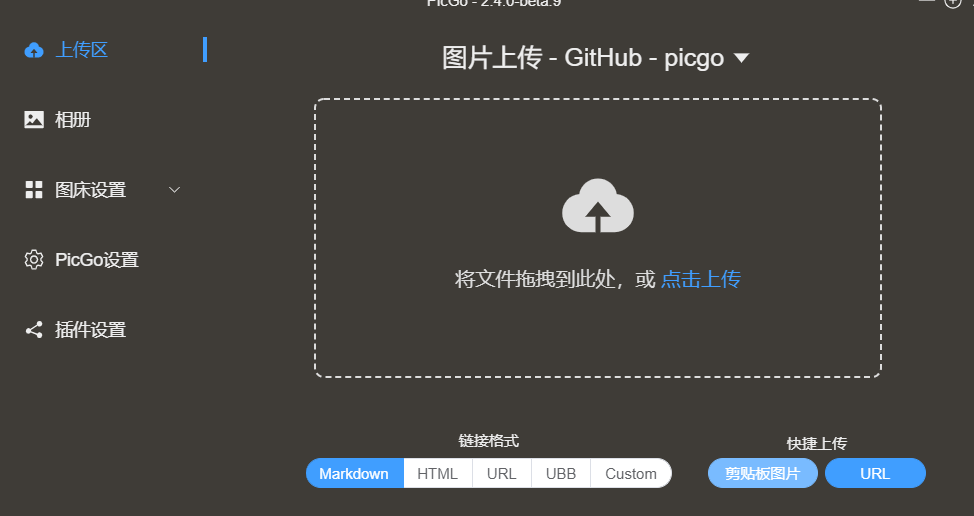 PicGo - 2.4.0-beta.9
上传区
图片上传 - GitHub - picgo
相册
图床设置
PicGo设置
插件设置
将文件拖拽到此处，或 点击上传
链接格式
Markdown HTML URL UBB Custom
快捷上传
剪贴板图片 URL